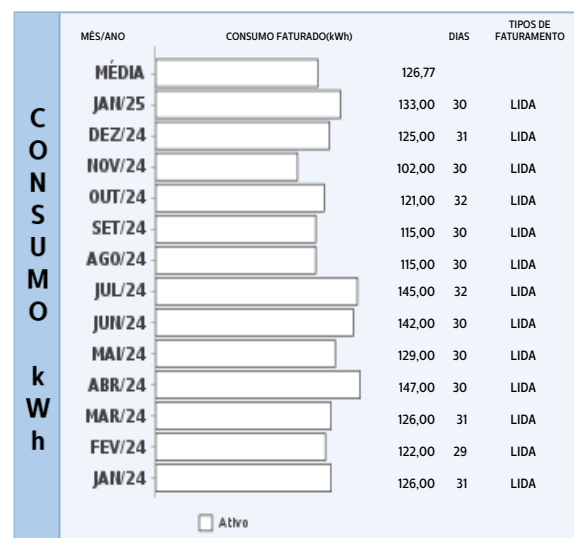 MÊS/ANO CONSUMO FATURADO(kWh) DIAS TIPOS DE FATURAMENTO
MÉDIA 126,77
JAN/25 133,00 30 LIDA
DEZ/24 125,00 31 LIDA
NOV/24 102,00 30 LIDA
OUT/24 121,00 32 LIDA
SET/24 115,00 30 LIDA
AGO/24 115,00 30 LIDA
JUL/24 145,00 32 LIDA
JUN/24 142,00 30 LIDA
MAI/24 129,00 30 LIDA
ABR/24 147,00 30 LIDA
MAR/24 126,00 31 LIDA
FEV/24 122,00 29 LIDA
JAN/24 126,00 31 LIDA
Ativo
CONSUMO kWh